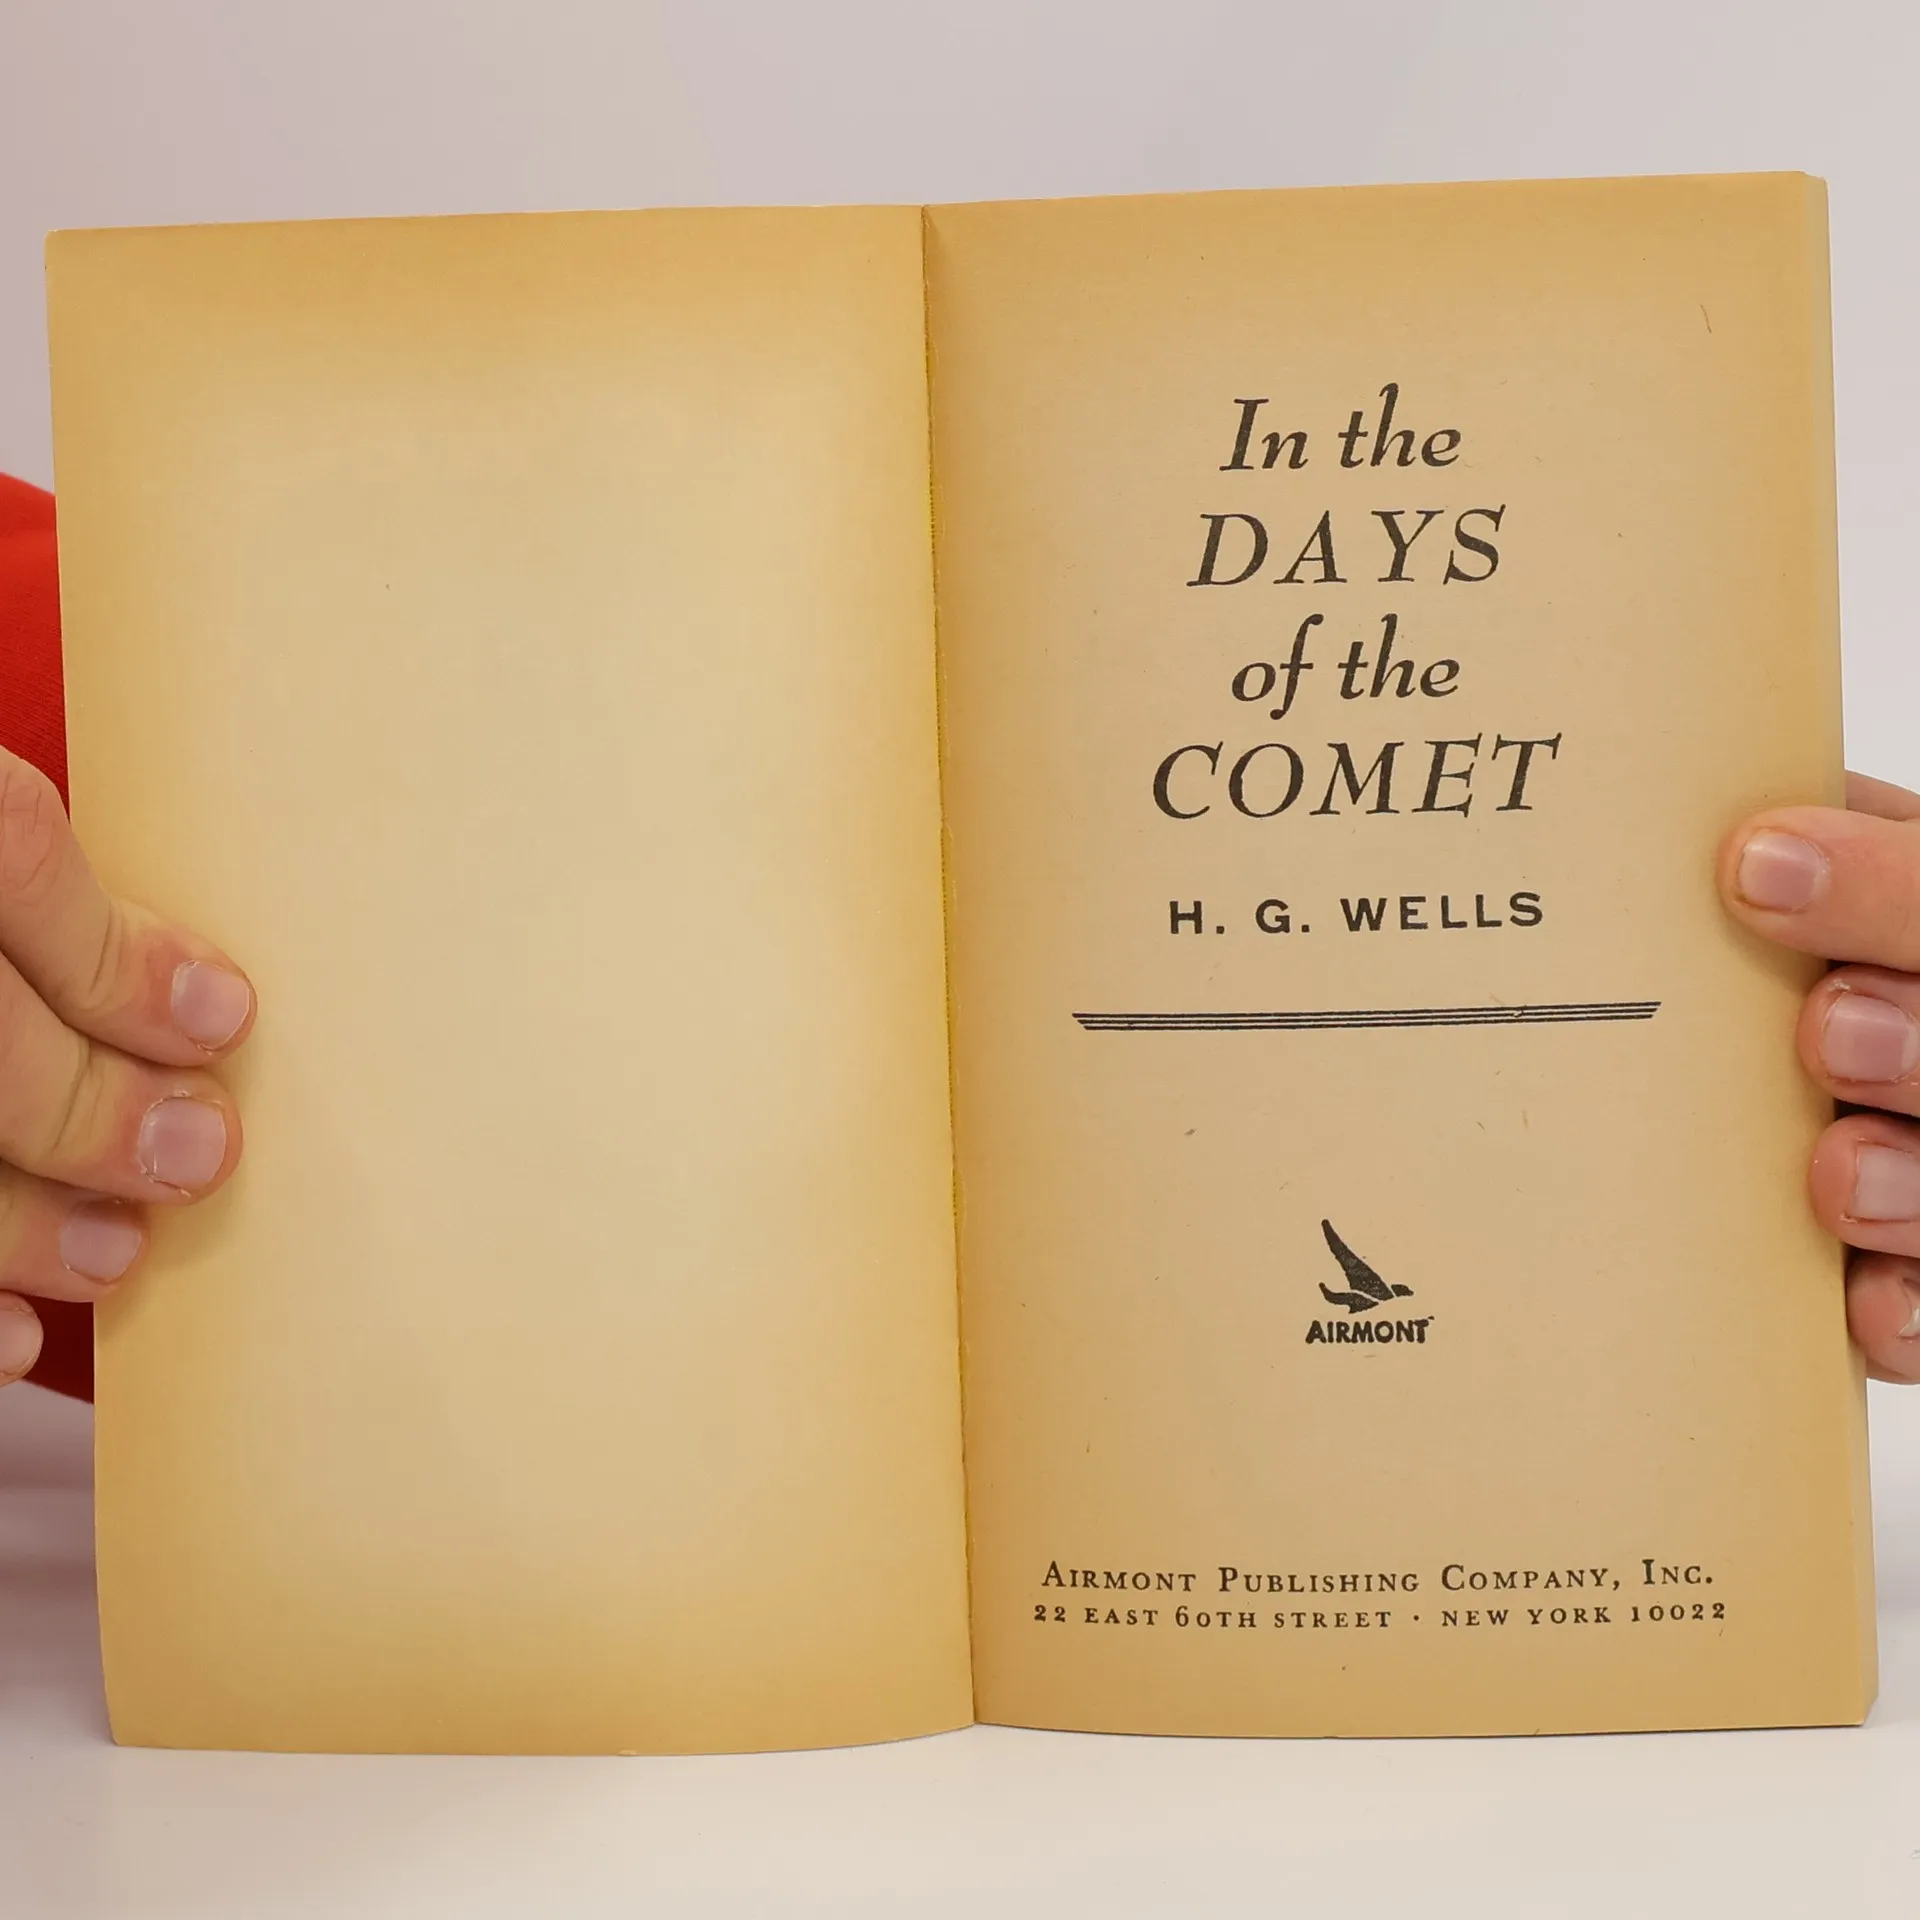 In the
DAYS
of the
COMET
H. G. WELLS
AIRMONT
AIRMONT PUBLISHING COMPANY, INC.
22 EAST 60TH STREET · NEW YORK 10022